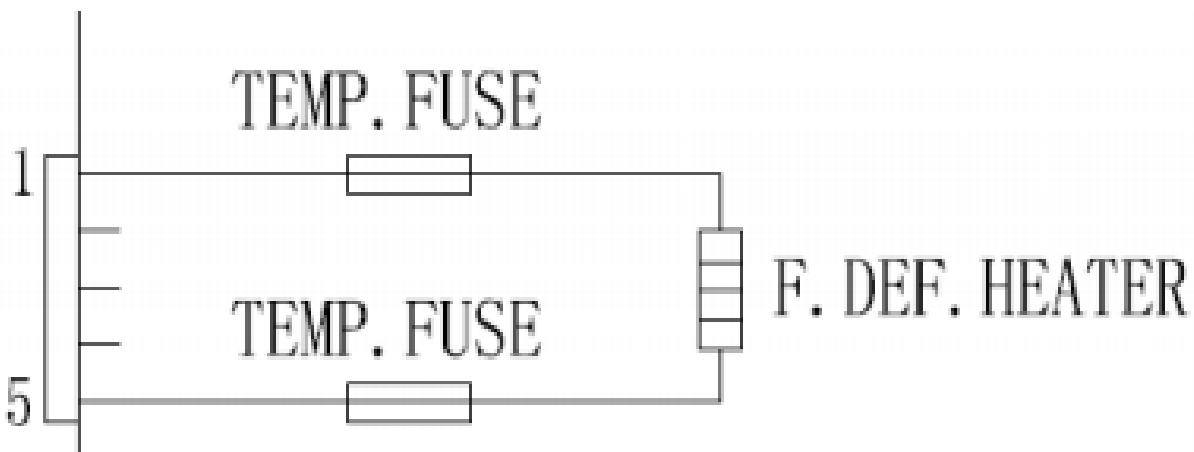 TEMP. FUSE
1
F. DEF. HEATER
TEMP. FUSE
5